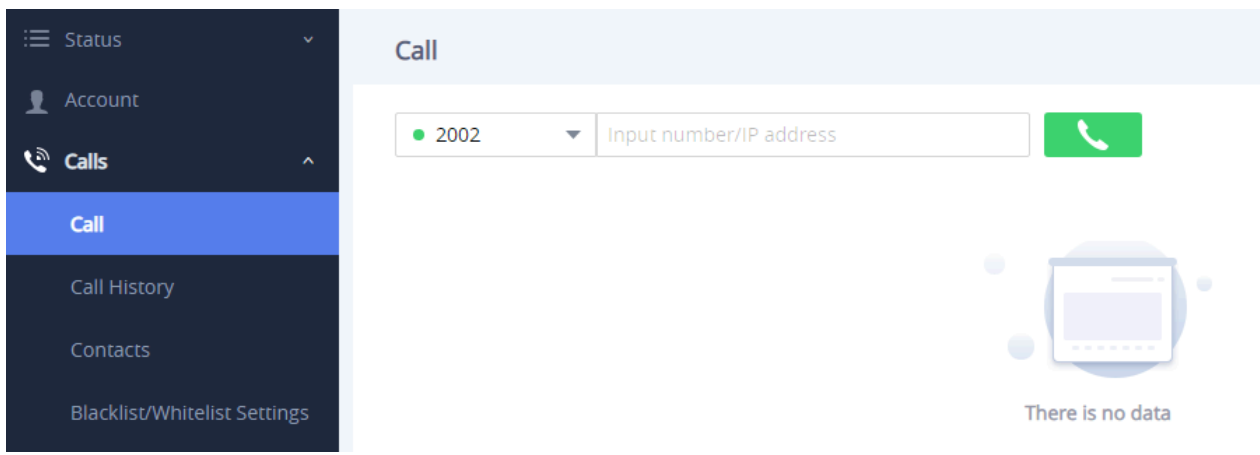 Status
Account
Calls
Call
Call History
Contacts
Blacklist/Whitelist Settings
Call
2002
Input number/IP address
There is no data